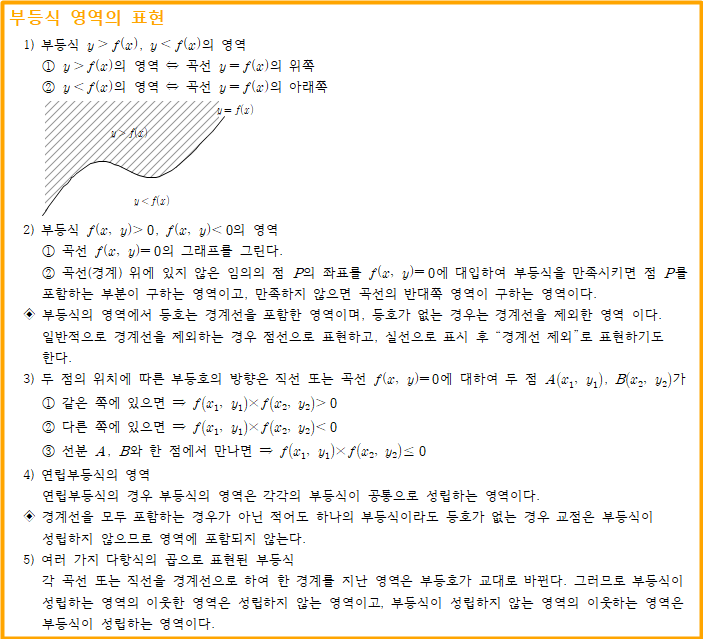 부등식 영역의 표현
1) 부등식 y > f(x), y < f(x)의 영역
① y > f(x)의 영역 ⇔ 곡선 y = f(x)의 위쪽
② y < f(x)의 영역 ⇔ 곡선 y = f(x)의 아래쪽
y = f(x)
y > f(x)
y < f(x)
2) 부등식 f(x, y) > 0, f(x, y) < 0의 영역
① 곡선 f(x, y) = 0의 그래프를 그린다.
② 곡선(경계) 위에 있지 않은 임의의 점 P의 좌표를 f(x, y) = 0에 대입하여 부등식을 만족시키면 점 P를
포함하는 부분이 구하는 영역이고, 만족하지 않으면 곡선의 반대쪽 영역이 구하는 영역이다.
◈ 부등식의 영역에서 등호는 경계선을 포함한 영역이며, 등호가 없는 경우는 경계선을 제외한 영역 이다.
일반적으로 경계선을 제외하는 경우 점선으로 표현하고, 실선으로 표시 후 “경계선 제외”로 표현하기도
한다.
3) 두 점의 위치에 따른 부등호의 방향은 직선 또는 곡선 f(x, y) = 0에 대하여 두 점 A(x₁, y₁), B(x₂, y₂)가
① 같은 쪽에 있으면 ⇒ f(x₁, y₁)×f(x₂, y₂) > 0
② 다른 쪽에 있으면 ⇒ f(x₁, y₁)×f(x₂, y₂) < 0
③ 선분 A, B와 한 점에서 만나면 ⇒ f(x₁, y₁)×f(x₂, y₂) ≤ 0
4) 연립부등식의 영역
연립부등식의 경우 부등식의 영역은 각각의 부등식이 공통으로 성립하는 영역이다.
◈ 경계선을 모두 포함하는 경우가 아닌 적어도 하나의 부등식이라도 등호가 없는 경우 교점은 부등식이
성립하지 않으므로 영역에 포함되지 않는다.
5) 여러 가지 다항식의 곱으로 표현된 부등식
각 곡선 또는 직선을 경계선으로 하여 한 경계를 지난 영역은 부등호가 교대로 바뀐다. 그러므로 부등식이
성립하는 영역의 이웃한 영역은 성립하지 않는 영역이고, 부등식이 성립하지 않는 영역의 이웃하는 영역은
부등식이 성립하는 영역이다.